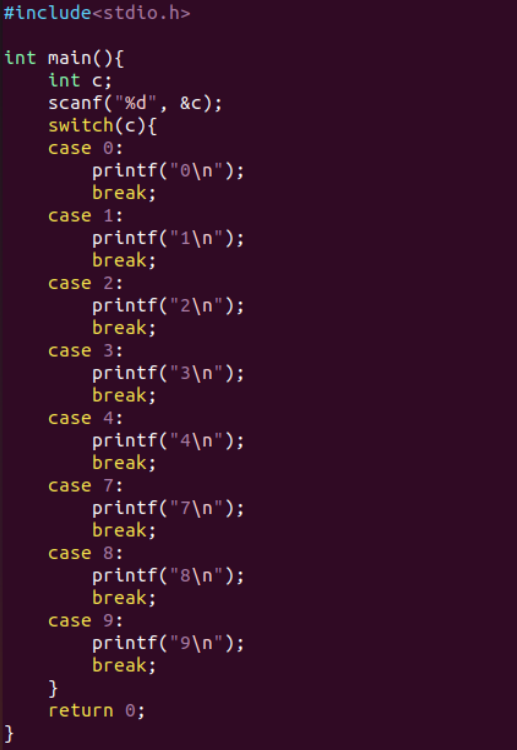 #include<stdio.h>

int main(){
    int c;
    scanf("%d", &c);
    switch(c){
    case 0:
        printf("0\n");
        break;
    case 1:
        printf("1\n");
        break;
    case 2:
        printf("2\n");
        break;
    case 3:
        printf("3\n");
        break;
    case 4:
        printf("4\n");
        break;
    case 7:
        printf("7\n");
        break;
    case 8:
        printf("8\n");
        break;
    case 9:
        printf("9\n");
        break;
    }
    return 0;
}